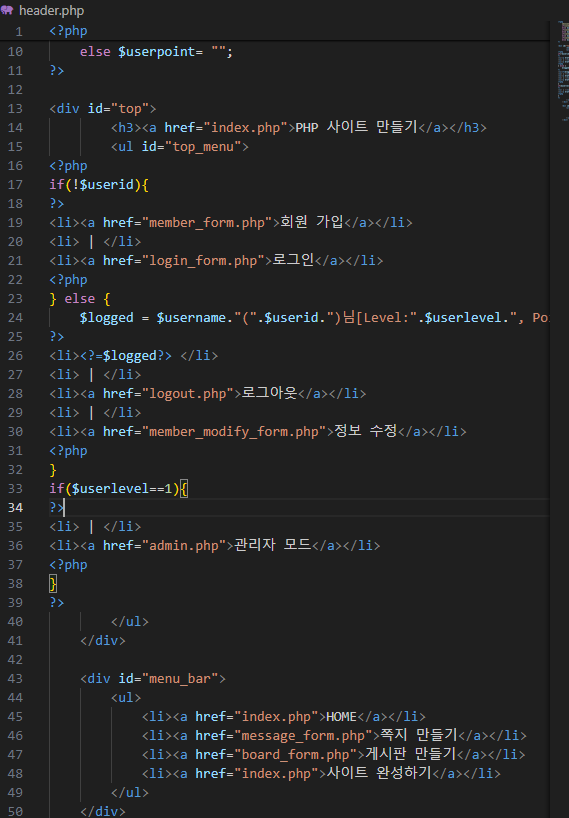 header.php
1 <?php
10 else $userpoint= "";
11 ?>
12
13 <div id="top">
14 <h3><a href="index.php">PHP 사이트 만들기</a></h3>
15 <ul id="top_menu">
16 <?php
17 if(!$userid){
18 ?>
19 <li><a href="member_form.php">회원 가입</a></li>
20 <li> | </li>
21 <li><a href="login_form.php">로그인</a></li>
22 <?php
23 } else {
24 $logged = $username."(".$userid.")님[Level:".$userlevel.", Po
25 ?>
26 <li><?=$logged?> </li>
27 <li> | </li>
28 <li><a href="logout.php">로그아웃</a></li>
29 <li> | </li>
30 <li><a href="member_modify_form.php">정보 수정</a></li>
31 <?php
32 }
33 if($userlevel==1){
34 ?>
35 <li> | </li>
36 <li><a href="admin.php">관리자 모드</a></li>
37 <?php
38 }
39 ?>
40 </ul>
41 </div>
42
43 <div id="menu_bar">
44 <ul>
45 <li><a href="index.php">HOME</a></li>
46 <li><a href="message_form.php">쪽지 만들기</a></li>
47 <li><a href="board_form.php">게시판 만들기</a></li>
48 <li><a href="index.php">사이트 완성하기</a></li>
49 </ul>
50 </div>